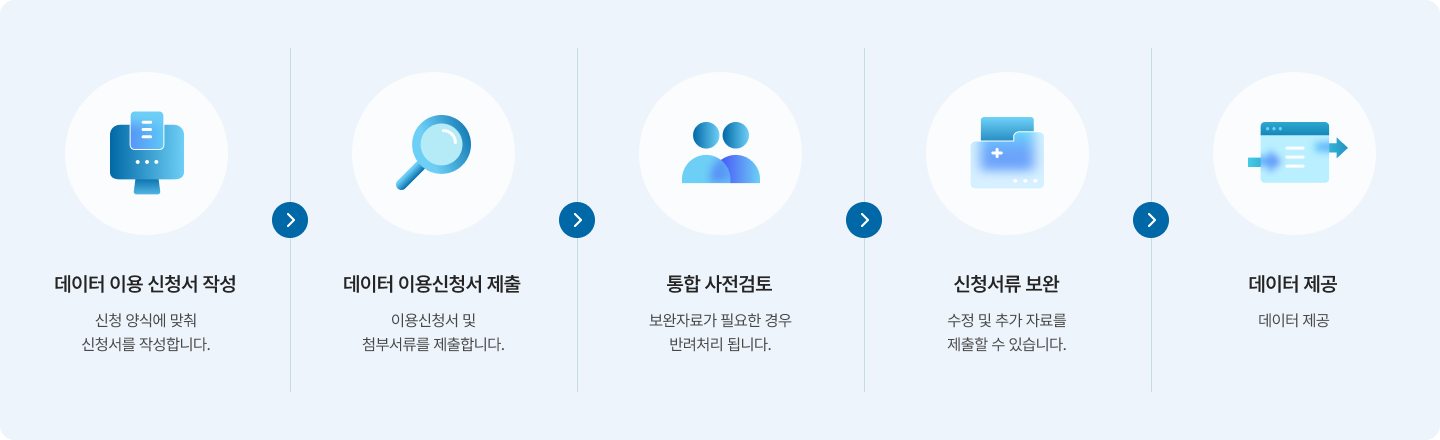 데이터 이용 신청서 작성
신청 양식에 맞춰
신청서를 작성합니다.
데이터 이용신청서 제출
이용신청서 및
첨부서류를 제출합니다.
통합 사전검토
보완자료가 필요한 경우
반려처리 됩니다.
신청서류 보완
수정 및 추가 자료를
제출할 수 있습니다.
데이터 제공
데이터 제공